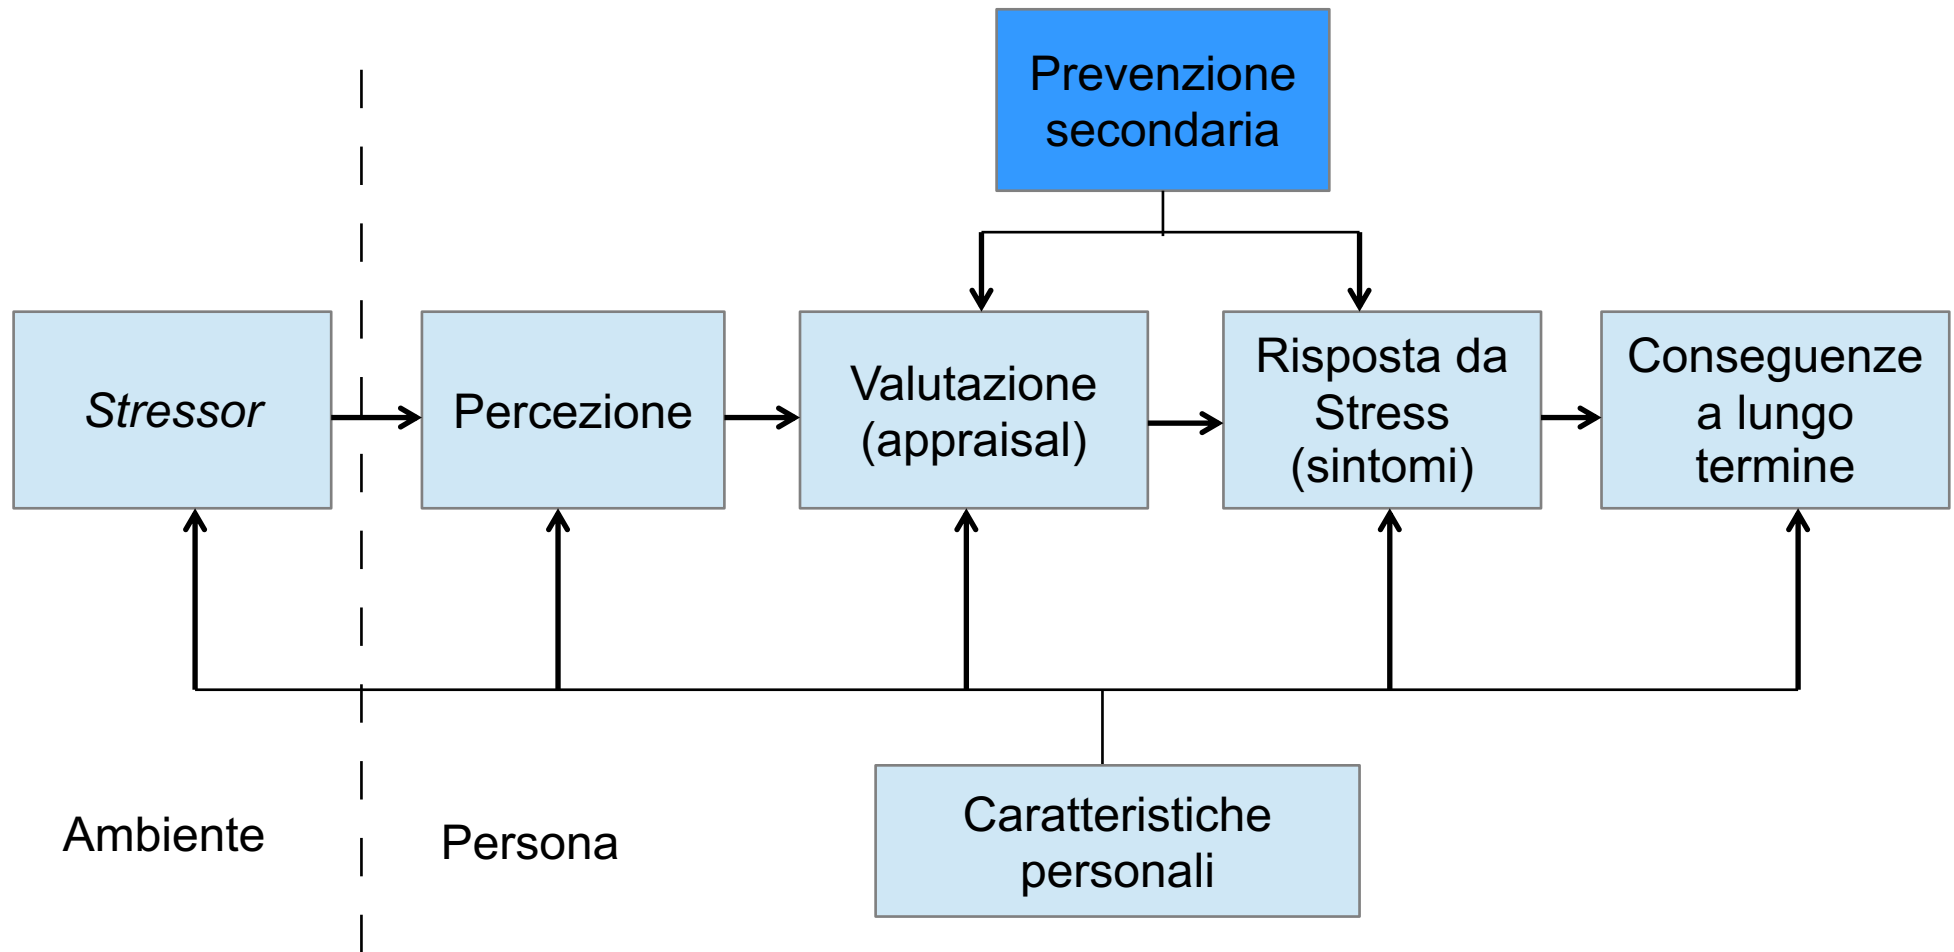 Prevenzione
secondaria
Stressor
Percezione
Valutazione
(appraisal)
Risposta da
Stress
(sintomi)
Conseguenze
a lungo
termine
Ambiente
Persona
Caratteristiche
personali